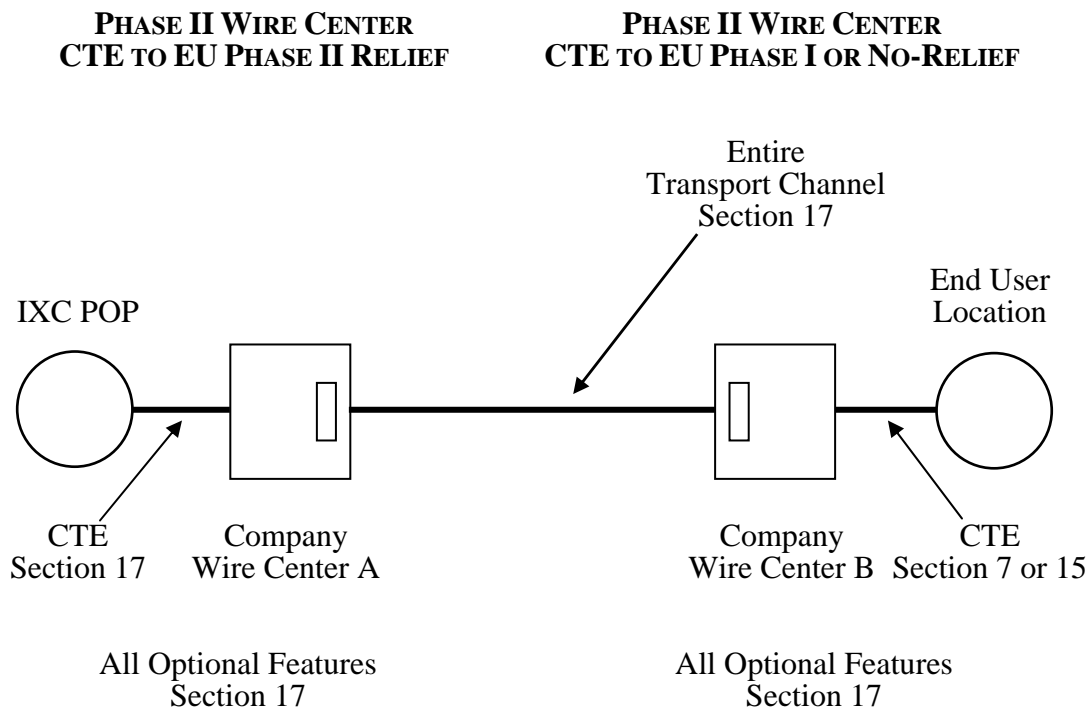 PHASE II WIRE CENTER
CTE TO EU PHASE II RELIEF
PHASE II WIRE CENTER
CTE TO EU PHASE I OR NO-RELIEF
Entire
Transport Channel
Section 17
IXC POP
End User
Location
CTE
Section 17
Company
Wire Center A
Company
Wire Center B
CTE
Section 7 or 15
All Optional Features
Section 17
All Optional Features
Section 17